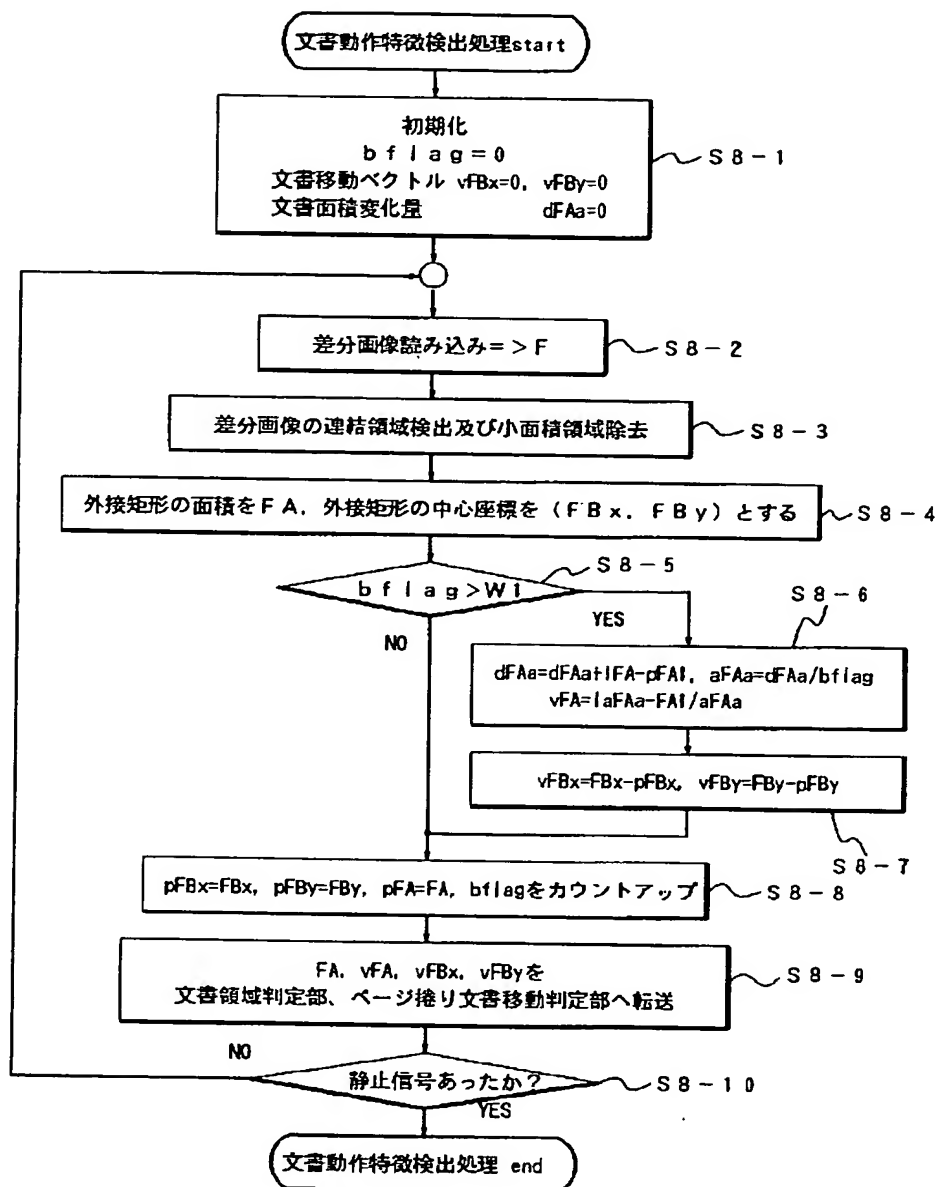 文書動作特徴検出処理start
初期化
bflag=0
文書移動ベクトル vFBx=0, vFBy=0
文書面積変化量 dFAa=0
S8-1
差分画像読み込み=>F
S8-2
差分画像の連結領域検出及び小面積領域除去
S8-3
外接矩形の面積をFA, 外接矩形の中心座標を(FBx, FBy)とする
S8-4
bflag>W1
S8-5
YES
NO
S8-6
dFAa=dFAa+|FA-pFA|, aFAa=dFAa/bflag
vFA=|aFAa-FA|/aFAa
vFBx=FBx-pFBx, vFBy=FBy-pFBy
S8-7
pFBx=FBx, pFBy=FBy, pFA=FA, bflagをカウントアップ
S8-8
FA, vFA, vFBx, vFByを
文書領域判定部、ページ捲り文書移動判定部へ転送
S8-9
NO
静止信号あったか?
S8-10
YES
文書動作特徴検出処理 end